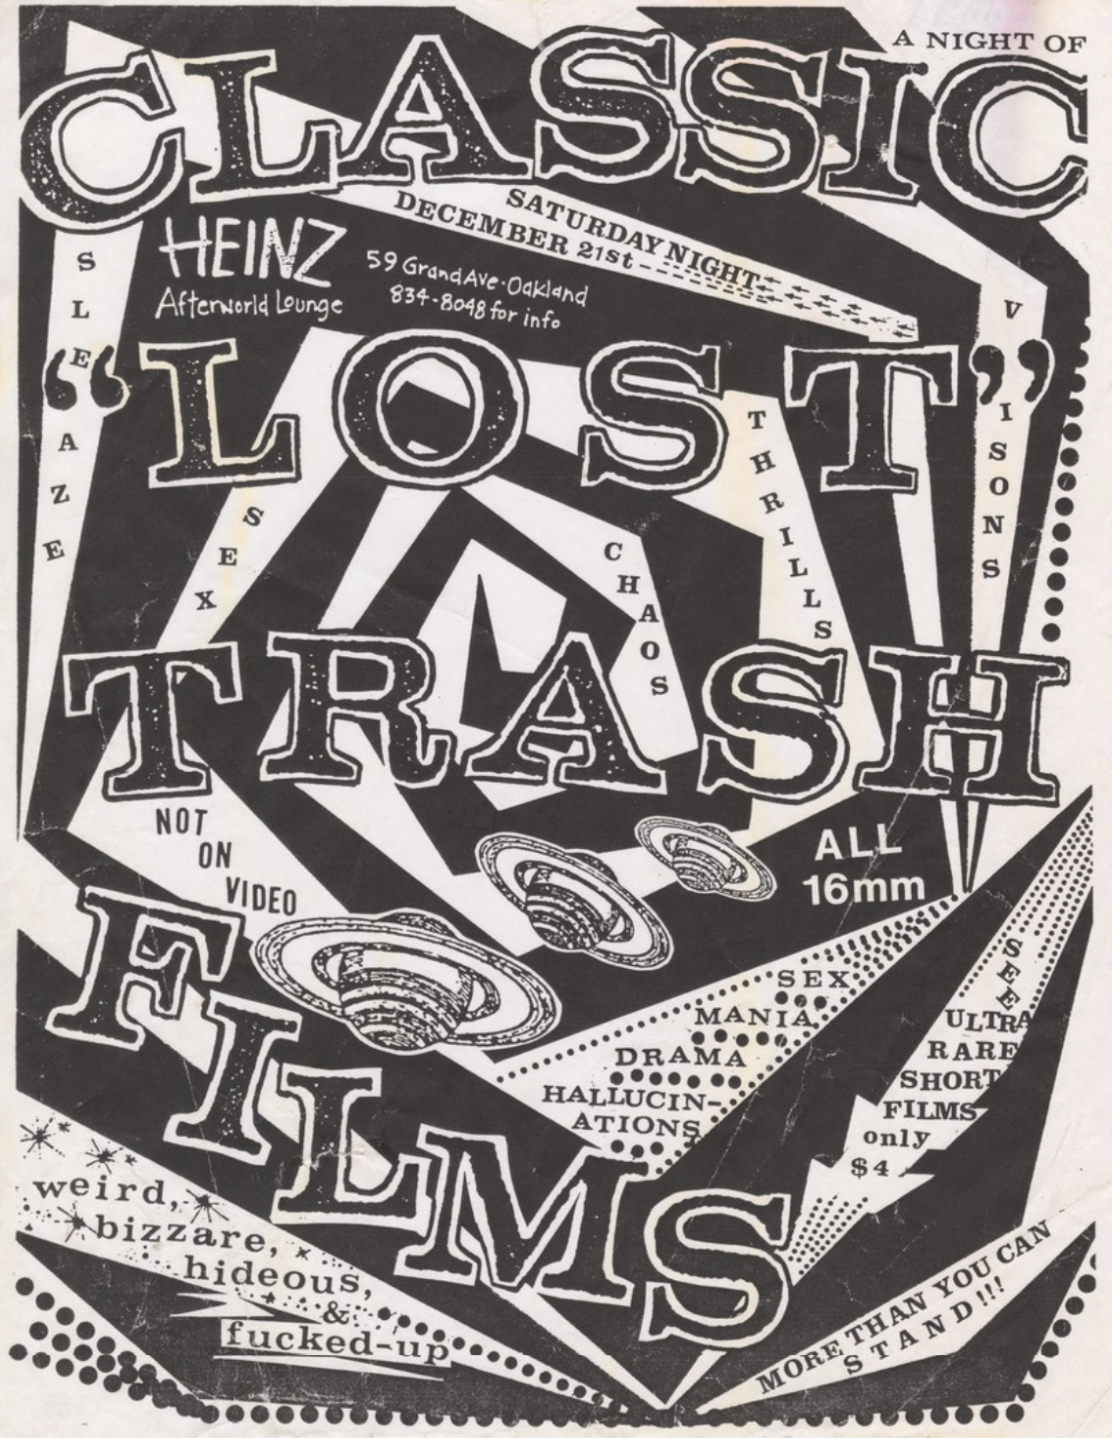 A NIGHT OF
CLASSIC
SATURDAY NIGHT
DECEMBER 21st
HEINZ
Afterworld Lounge
59 Grand Ave·Oakland
834-8048 for info
“LOST”
SLEAZE
SEX
CHAOS
THRILLS
VISONS
TRASH
NOT
ON
VIDEO
ALL
16mm
FILMS
SEX
MANIA
DRAMA
HALLUCIN-
ATIONS
SEE
ULTRA
RARE
SHORT
FILMS
only
$4
weird,
bizzare,
hideous,
&
fucked-up
MORE THAN YOU CAN
STAND!!!